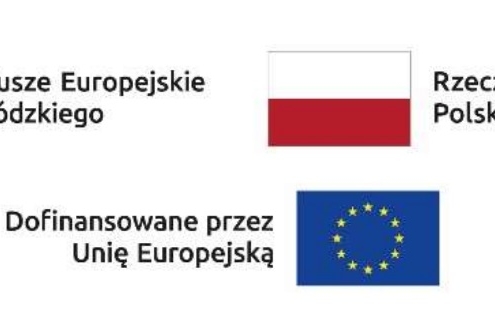 usze Europejskie
ódzkiego
Rzecz
Polsk
Dofinansowane przez
Unię Europejską